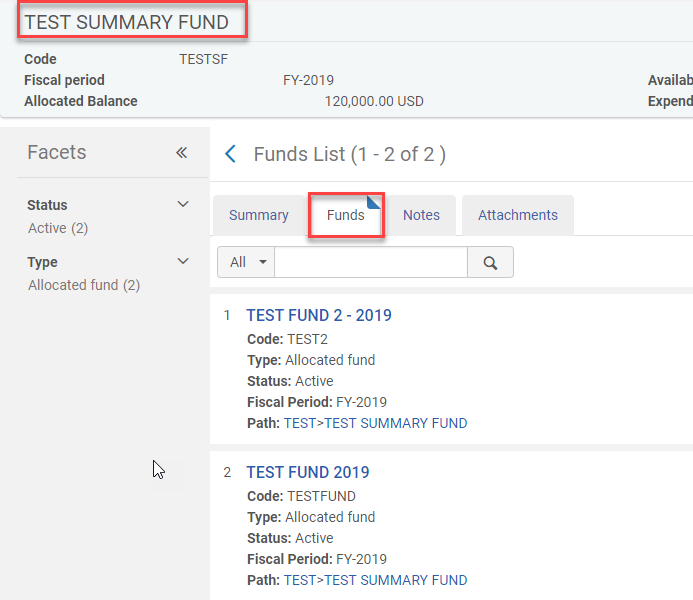 TEST SUMMARY FUND
Code TESTSF
Fiscal period FY-2019
Allocated Balance 120,000.00 USD
Availab
Expend
Facets
Status
Active (2)
Type
Allocated fund (2)
Funds List (1 - 2 of 2 )
Summary Funds Notes Attachments
All
1 TEST FUND 2 - 2019
Code: TEST2
Type: Allocated fund
Status: Active
Fiscal Period: FY-2019
Path: TEST>TEST SUMMARY FUND
2 TEST FUND 2019
Code: TESTFUND
Type: Allocated fund
Status: Active
Fiscal Period: FY-2019
Path: TEST>TEST SUMMARY FUND